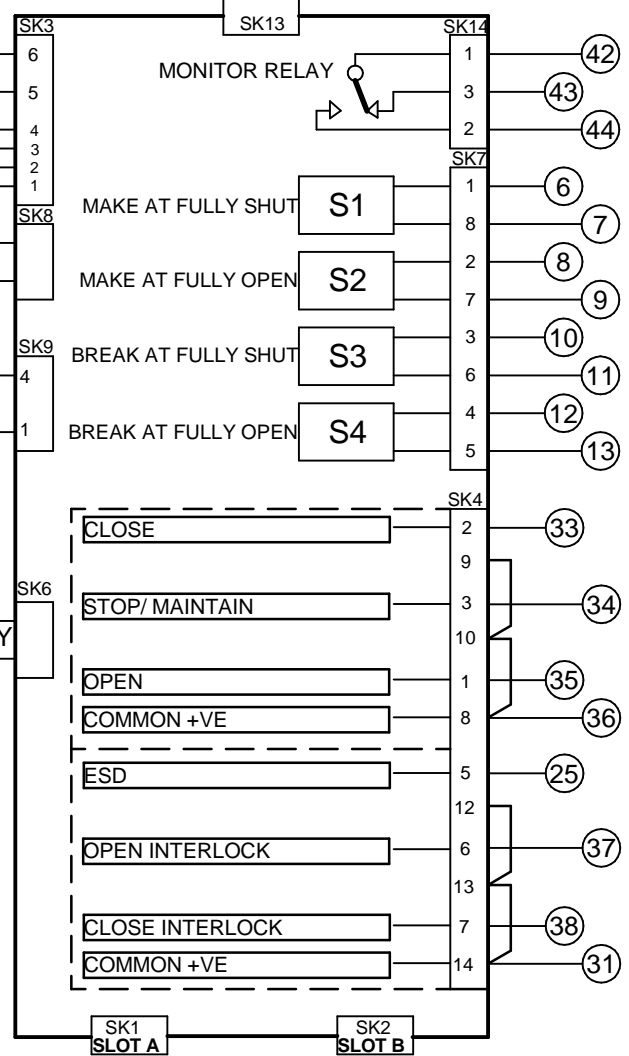 SK13
SK3
SK14
6
MONITOR RELAY
1
42
5
3
43
4
2
44
3
2
1
SK7
MAKE AT FULLY SHUT
S1
1
6
8
7
SK8
MAKE AT FULLY OPEN
S2
2
8
7
9
SK9
BREAK AT FULLY SHUT
S3
3
10
4
6
11
1
BREAK AT FULLY OPEN
S4
4
12
5
13
SK4
CLOSE
2
33
9
SK6
STOP/ MAINTAIN
3
34
Y
10
OPEN
1
35
COMMON +VE
8
36
ESD
5
25
12
OPEN INTERLOCK
6
37
13
CLOSE INTERLOCK
7
38
COMMON +VE
14
31
SK1
SLOT A
SK2
SLOT B